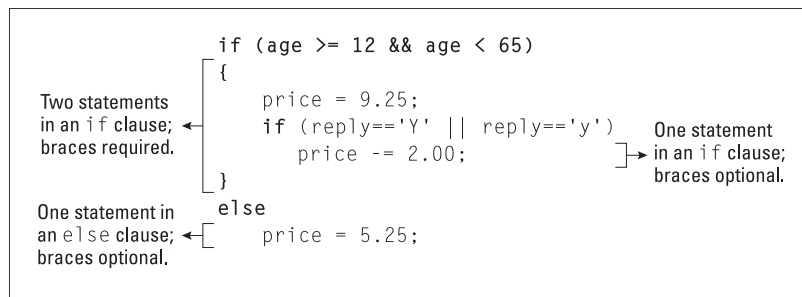 if (age >= 12 && age < 65)
{
Two statements
in an if clause;
braces required.
price = 9.25;
if (reply=='Y' || reply=='y')
price -= 2.00;
One statement
in an if clause;
braces optional.
}
else
One statement in
an else clause;
braces optional.
price = 5.25;